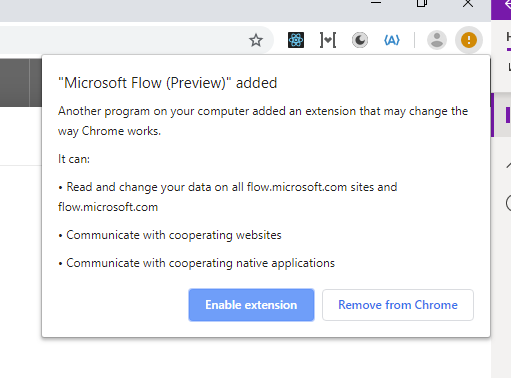 "Microsoft Flow (Preview)" added
Another program on your computer added an extension that may change the
way Chrome works.
It can:
• Read and change your data on all flow.microsoft.com sites and
flow.microsoft.com
• Communicate with cooperating websites
• Communicate with cooperating native applications
Enable extension Remove from Chrome